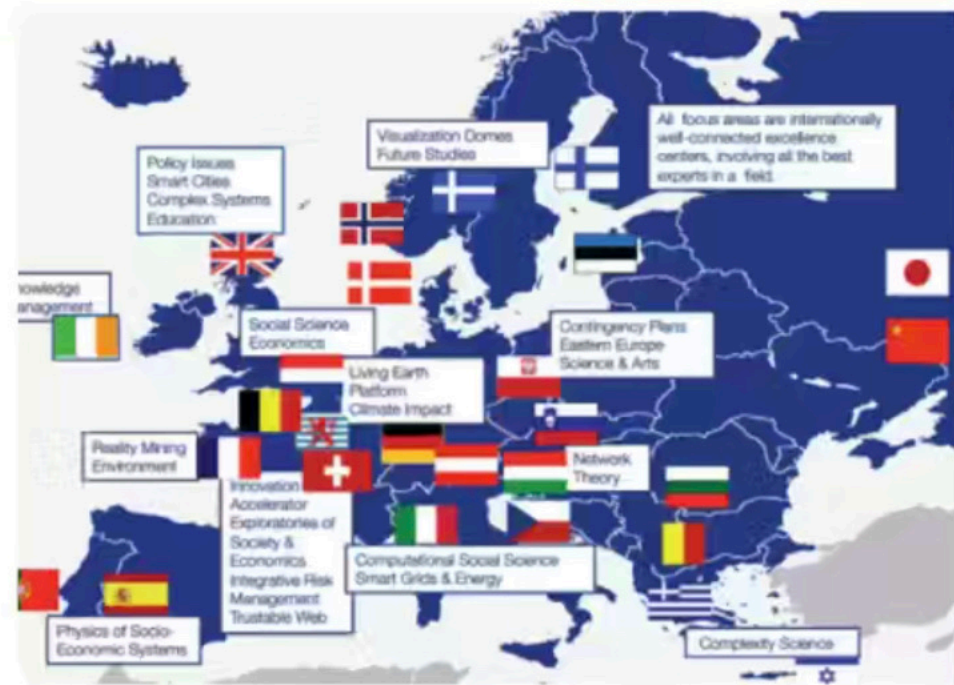 Visualization Domes
Future Studies
All focus areas are internationally
well-connected excellence
centers, involving all the best
experts in a field.
Policy Issues
Smart Cities
Complex Systems
Education
nowledge
anagement
Social Science
Economics
Contingency Plans
Eastern Europe
Science & Arts
Living Earth
Platform
Climate Impact
Reality Mining
Environment
Network
Theory
Innovation
Accelerator
Exploratories of
Society &
Economics
Integrative Risk
Management
Trustable Web
Computational Social Science
Smart Grids & Energy
Physics of Socio-
Economic Systems
Complexity Science